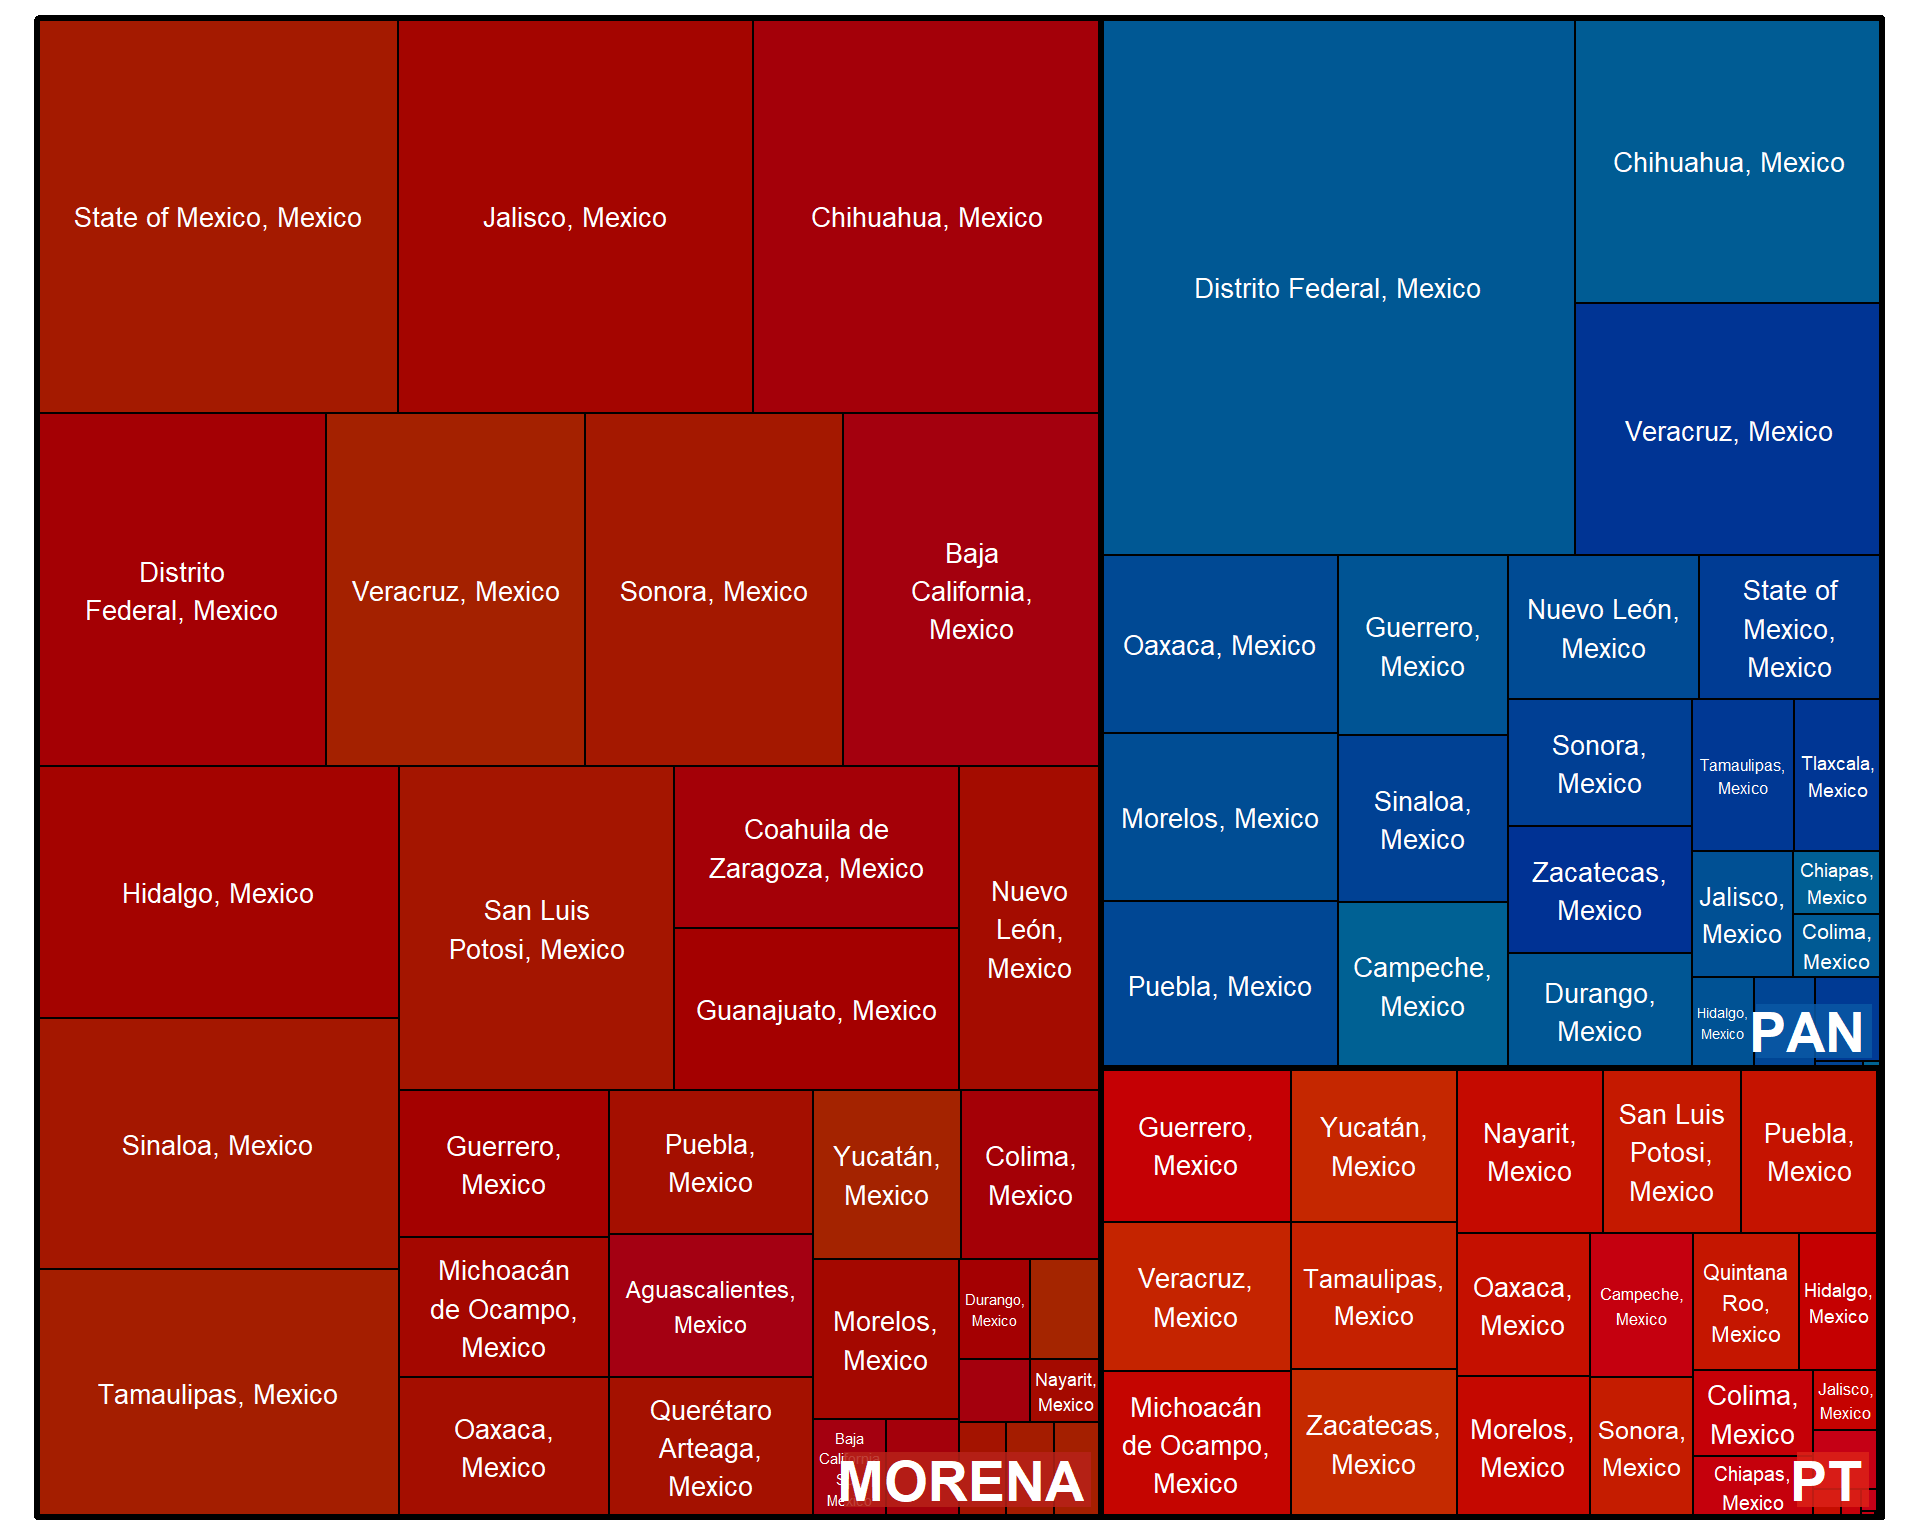 State of Mexico, Mexico
Jalisco, Mexico
Chihuahua, Mexico
Distrito
Federal, Mexico
Veracruz, Mexico
Sonora, Mexico
Baja
California,
Mexico
Hidalgo, Mexico
San Luis
Potosi, Mexico
Coahuila de
Zaragoza, Mexico
Guanajuato, Mexico
Nuevo
León,
Mexico
Sinaloa, Mexico
Tamaulipas, Mexico
Guerrero,
Mexico
Puebla,
Mexico
Yucatán,
Mexico
Colima,
Mexico
Michoacán
de Ocampo,
Mexico
Aguascalientes,
Mexico
Morelos,
Mexico
Durango,
Mexico
Nayarit,
Mexico
Oaxaca,
Mexico
Querétaro
Arteaga,
Mexico
Baja
California
Mexico
MORENA
Distrito Federal, Mexico
Chihuahua, Mexico
Veracruz, Mexico
Oaxaca, Mexico
Guerrero,
Mexico
Nuevo León,
Mexico
State of
Mexico,
Mexico
Morelos, Mexico
Sinaloa,
Mexico
Sonora,
Mexico
Tamaulipas,
Mexico
Tlaxcala,
Mexico
Zacatecas,
Mexico
Jalisco,
Mexico
Chiapas,
Mexico
Colima,
Mexico
Puebla, Mexico
Campeche,
Mexico
Durango,
Mexico
Hidalgo,
Mexico
PAN
Guerrero,
Mexico
Yucatán,
Mexico
Nayarit,
Mexico
San Luis
Potosi,
Mexico
Puebla,
Mexico
Veracruz,
Mexico
Tamaulipas,
Mexico
Oaxaca,
Mexico
Campeche,
Mexico
Quintana
Roo,
Mexico
Hidalgo,
Mexico
Michoacán
de Ocampo,
Mexico
Zacatecas,
Mexico
Morelos,
Mexico
Sonora,
Mexico
Colima,
Mexico
Jalisco,
Mexico
Chiapas,
Mexico
PT